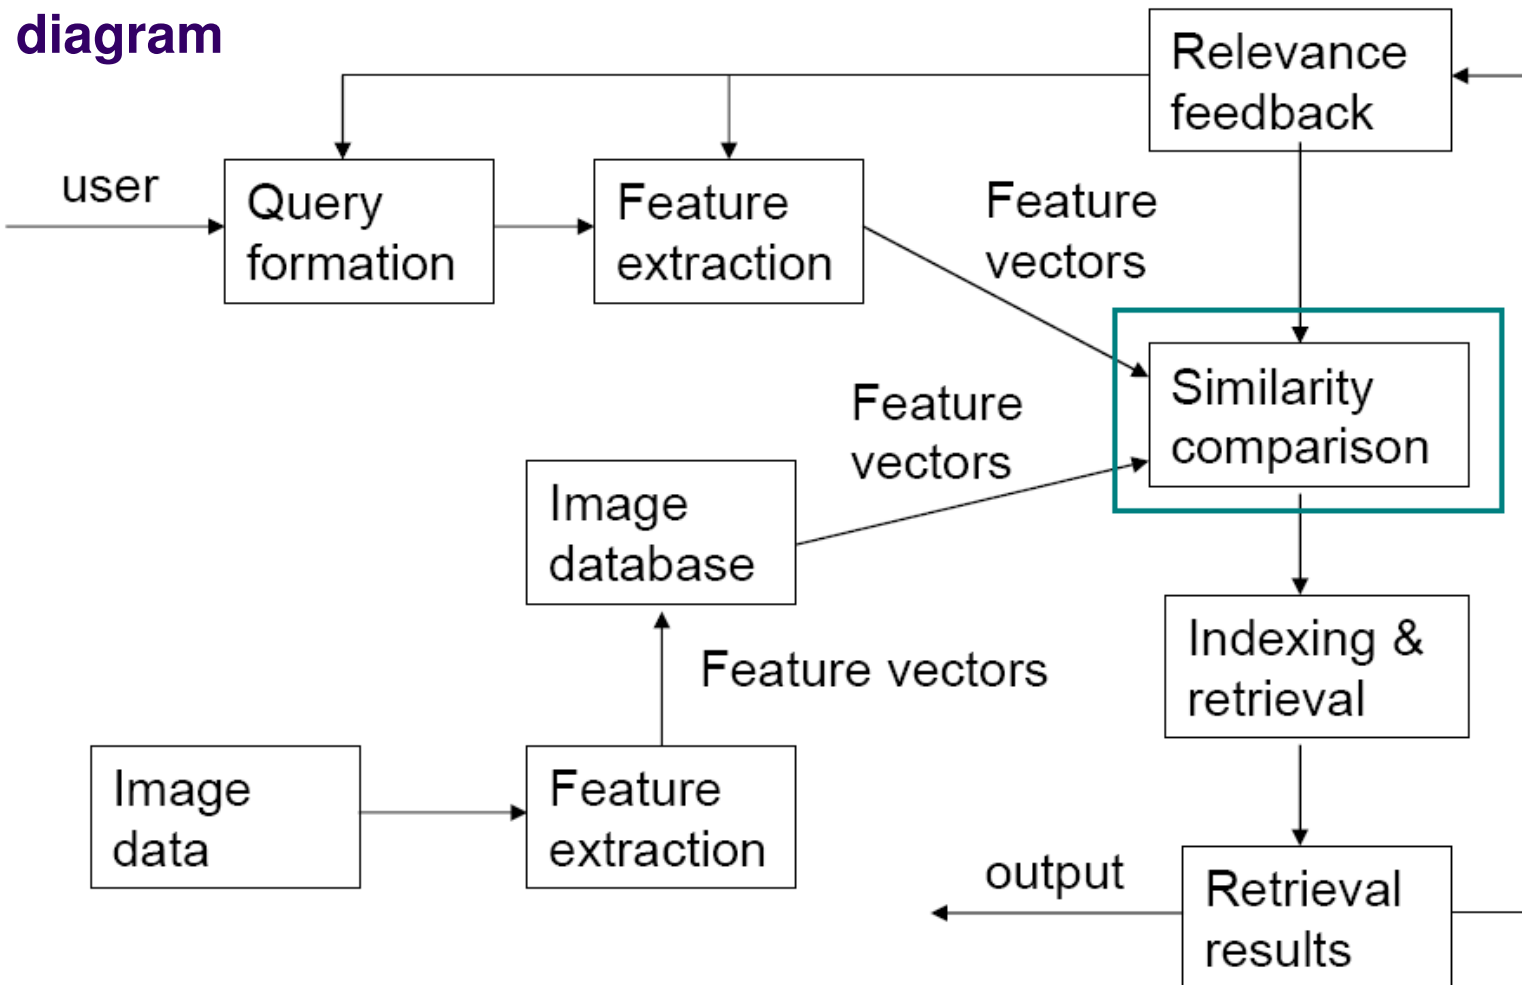 diagram
Relevance
feedback
user
Query
formation
Feature
extraction
Feature
vectors
Similarity
comparison
Feature
vectors
Image
database
Indexing &
retrieval
Feature vectors
Image
data
Feature
extraction
output
Retrieval
results